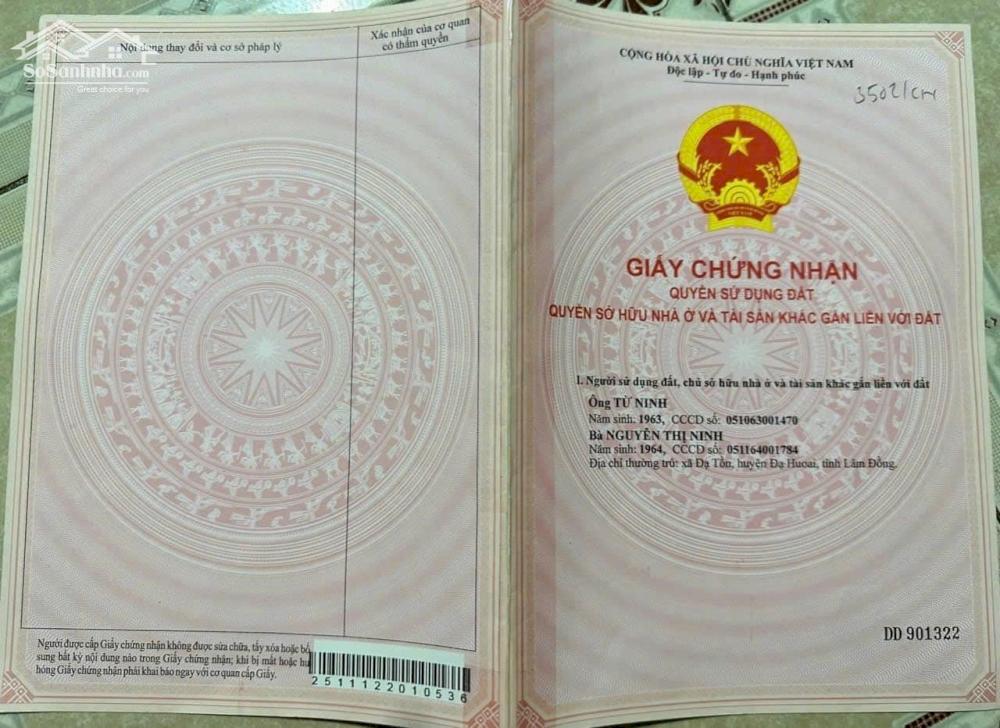 SoSanhnha.com
Great choice for you
Nội dung thay đổi và cơ sở pháp lý
Xác nhận của cơ quan
có thẩm quyền
Người được cấp Giấy chứng nhận không được sửa chữa, tẩy xóa hoặc bổ
sung bất kỳ nội dung nào trong Giấy chứng nhận; khi bị mất hoặc hư
hỏng Giấy chứng nhận phải khai báo ngay với cơ quan cấp Giấy.
2511122010536
CỘNG HÒA XÃ HỘI CHỦ NGHĨA VIỆT NAM
Độc lập - Tự do - Hạnh phúc
GIẤY CHỨNG NHẬN
QUYỀN SỬ DỤNG ĐẤT
QUYỀN SỞ HỮU NHÀ Ở VÀ TÀI SẢN KHÁC GẮN LIỀN VỚI ĐẤT
I. Người sử dụng đất, chủ sở hữu nhà ở và tài sản khác gắn liền với đất
Ông TỪ NINH
Năm sinh: 1963, CCCD số: 051063001470
Bà NGUYỄN THỊ NINH
Năm sinh: 1964, CCCD số: 051164001784
Địa chỉ thường trú: xã Đạ Tồn, huyện Đạ Huoai, tỉnh Lâm Đồng.
DD 901322